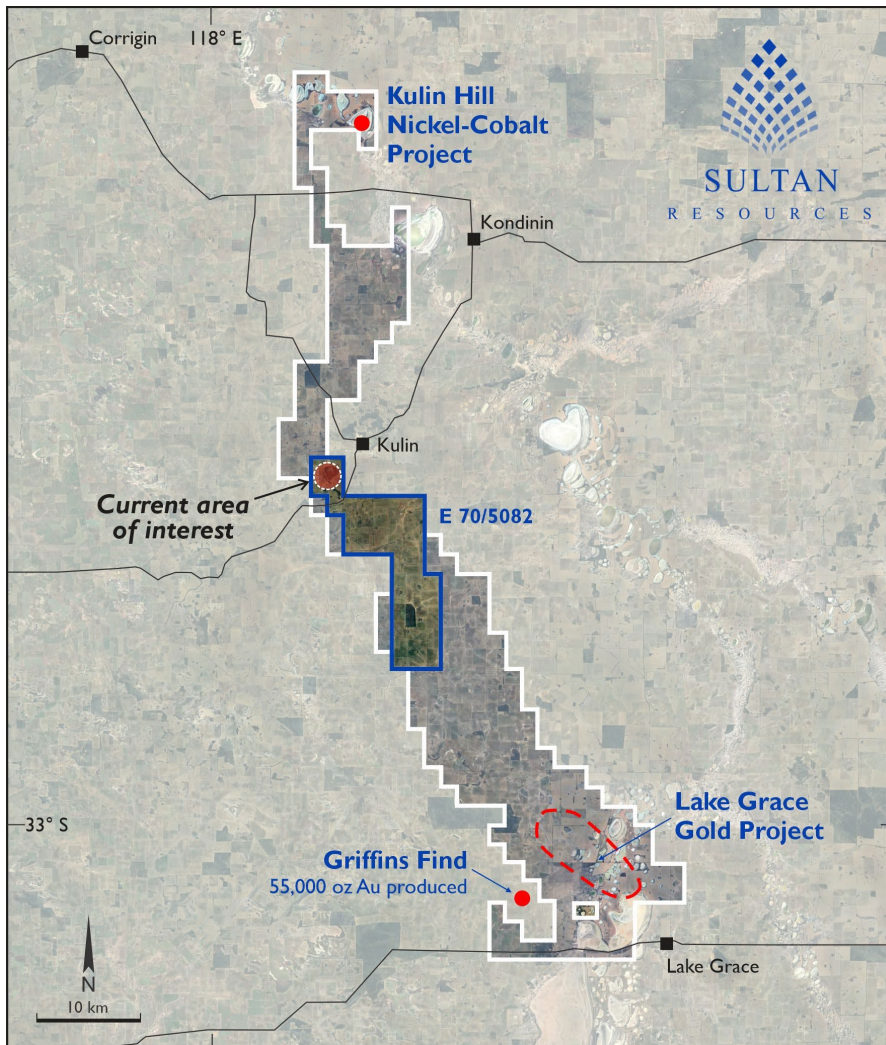 Corrigin
118° E
Kulin Hill
Nickel-Cobalt
Project
SULTAN
RESOURCES
Kondinin
Kulin
Current area
of interest
E 70/5082
33° S
Lake Grace
Gold Project
Griffins Find
55,000 oz Au produced
Lake Grace
N
10 km